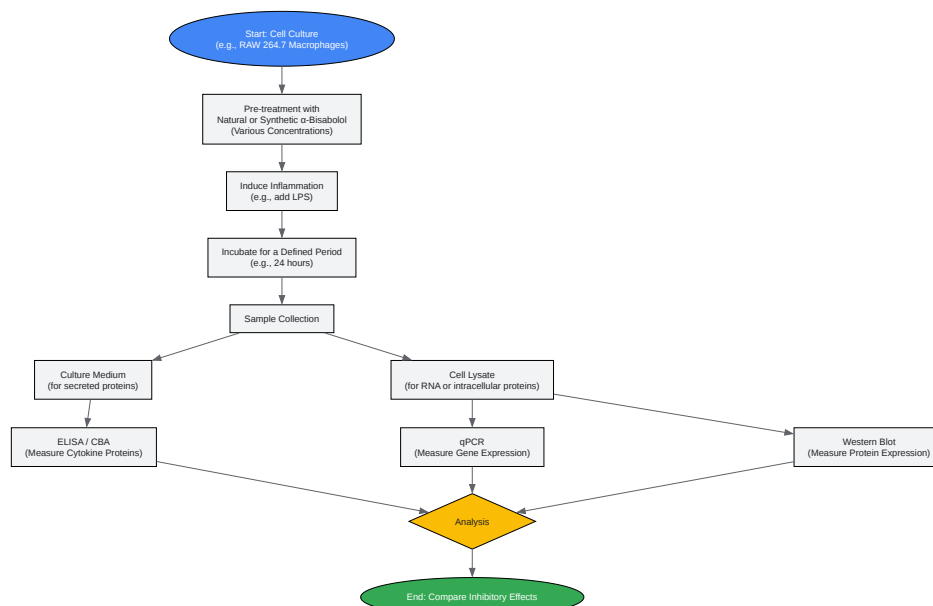 Start: Cell Culture
(e.g., RAW 264.7 Macrophages)
Pre-treatment with
Natural or Synthetic α-Bisabolol
(Various Concentrations)
Induce Inflammation
(e.g., add LPS)
Incubate for a Defined Period
(e.g., 24 hours)
Sample Collection
Culture Medium
(for secreted proteins)
Cell Lysate
(for RNA or intracellular proteins)
ELISA / CBA
(Measure Cytokine Proteins)
qPCR
(Measure Gene Expression)
Western Blot
(Measure Protein Expression)
Analysis
End: Compare Inhibitory Effects